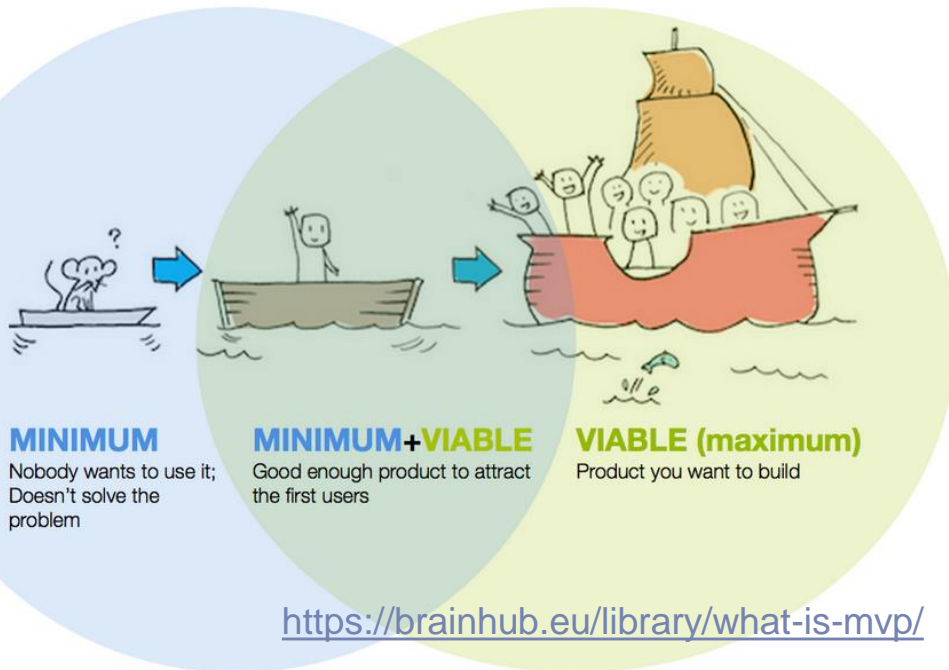 ?
MINIMUM
Nobody wants to use it;
Doesn't solve the
problem
MINIMUM+VIABLE
Good enough product to attract
the first users
VIABLE (maximum)
Product you want to build
https://brainhub.eu/library/what-is-mvp/